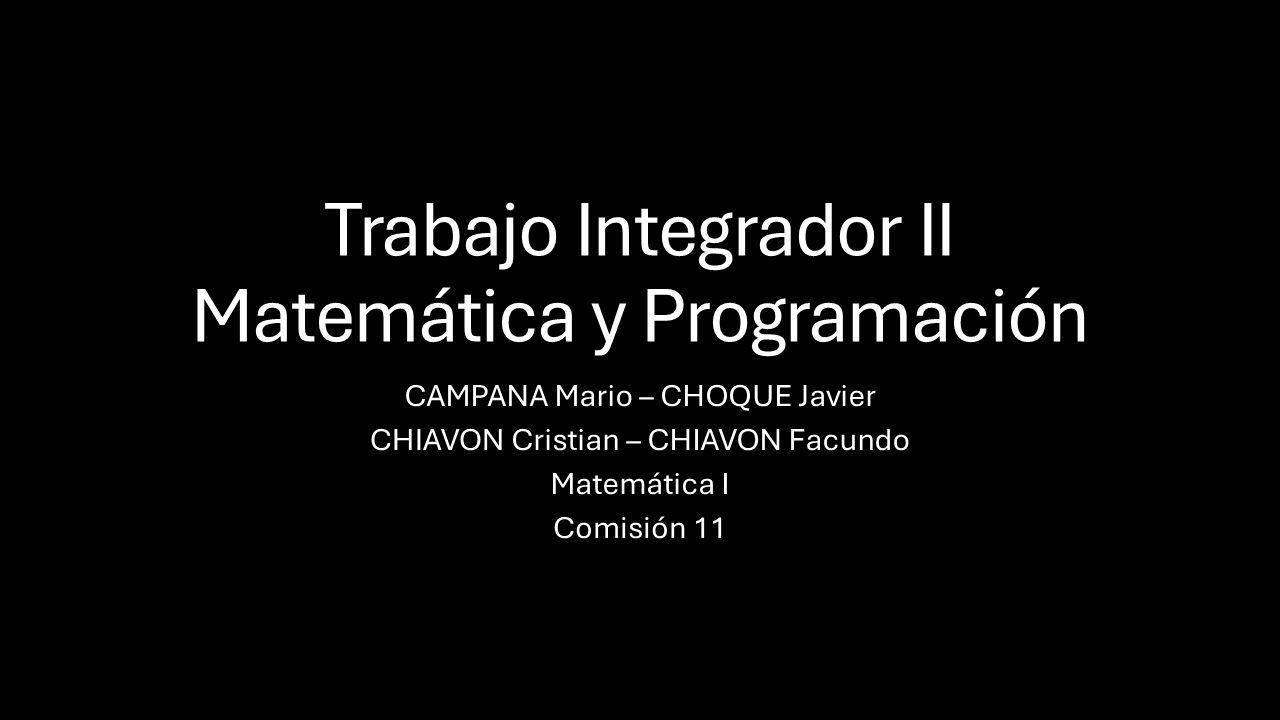 Trabajo Integrador II
Matemática y Programación
CAMPANA Mario – CHOQUE Javier
CHIAVON Cristian – CHIAVON Facundo
Matemática I
Comisión 11